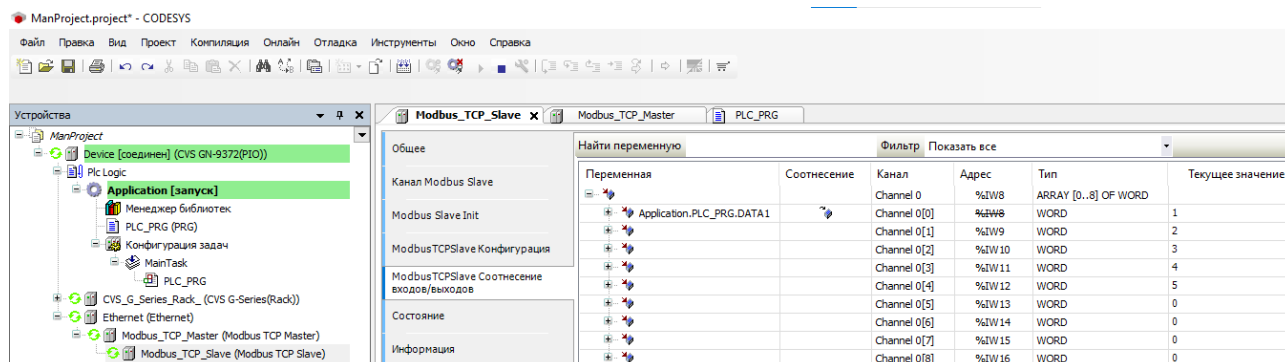 ManProject.project* - CODESYS
Файл Правка Вид Проект Компиляция Онлайн Отладка Инструменты Окно Справка
Устройства
ManProject
Device [соединен] (CVS GN-9372(PIO))
Plc Logic
Application [запуск]
Менеджер библиотек
PLC_PRG (PRG)
Конфигурация задач
MainTask
PLC_PRG
CVS_G_Series_Rack_ (CVS G-Series(Rack))
Ethernet (Ethernet)
Modbus_TCP_Master (Modbus TCP Master)
Modbus_TCP_Slave (Modbus TCP Slave)
Modbus_TCP_Slave Modbus_TCP_Master PLC_PRG
Общее
Канал Modbus Slave
Modbus Slave Init
ModbusTCPSlave Конфигурация
ModbusTCPSlave Соотнесение
входов/выходов
Состояние
Информация
Найти переменную Фильтр Показать все
Переменная Соотнесение Канал Адрес Тип Текущее значение
Channel 0 %IW8 ARRAY [0..8] OF WORD
Application.PLC_PRG.DATA1 Channel 0[0] %IW8 WORD 1
Channel 0[1] %IW9 WORD 2
Channel 0[2] %IW10 WORD 3
Channel 0[3] %IW11 WORD 4
Channel 0[4] %IW12 WORD 5
Channel 0[5] %IW13 WORD 0
Channel 0[6] %IW14 WORD 0
Channel 0[7] %IW15 WORD 0
Channel 0[8] %IW16 WORD 0